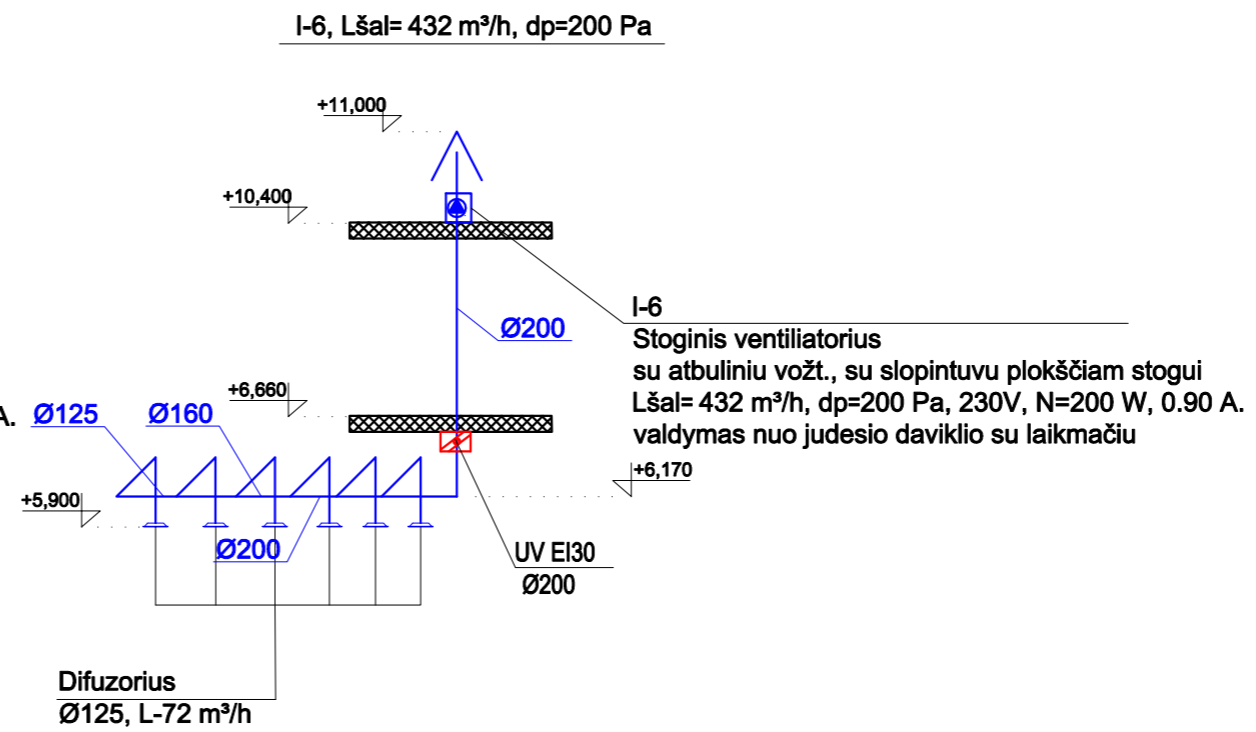 I-6, Lšal= 432 m³/h, dp=200 Pa
+11,000
+10,400
I-6
Stoginis ventiliatorius
su atbuliniu vožt., su slopintuvu plokščiam stogui
Lšal= 432 m³/h, dp=200 Pa, 230V, N=200 W, 0.90 A.
valdymas nuo judesio daviklio su laikmačiu
Ø200
+6,660
A.
Ø125
Ø160
+6,170
+5,900
Ø200
UV EI30
Ø200
Difuzorius
Ø125, L-72 m³/h